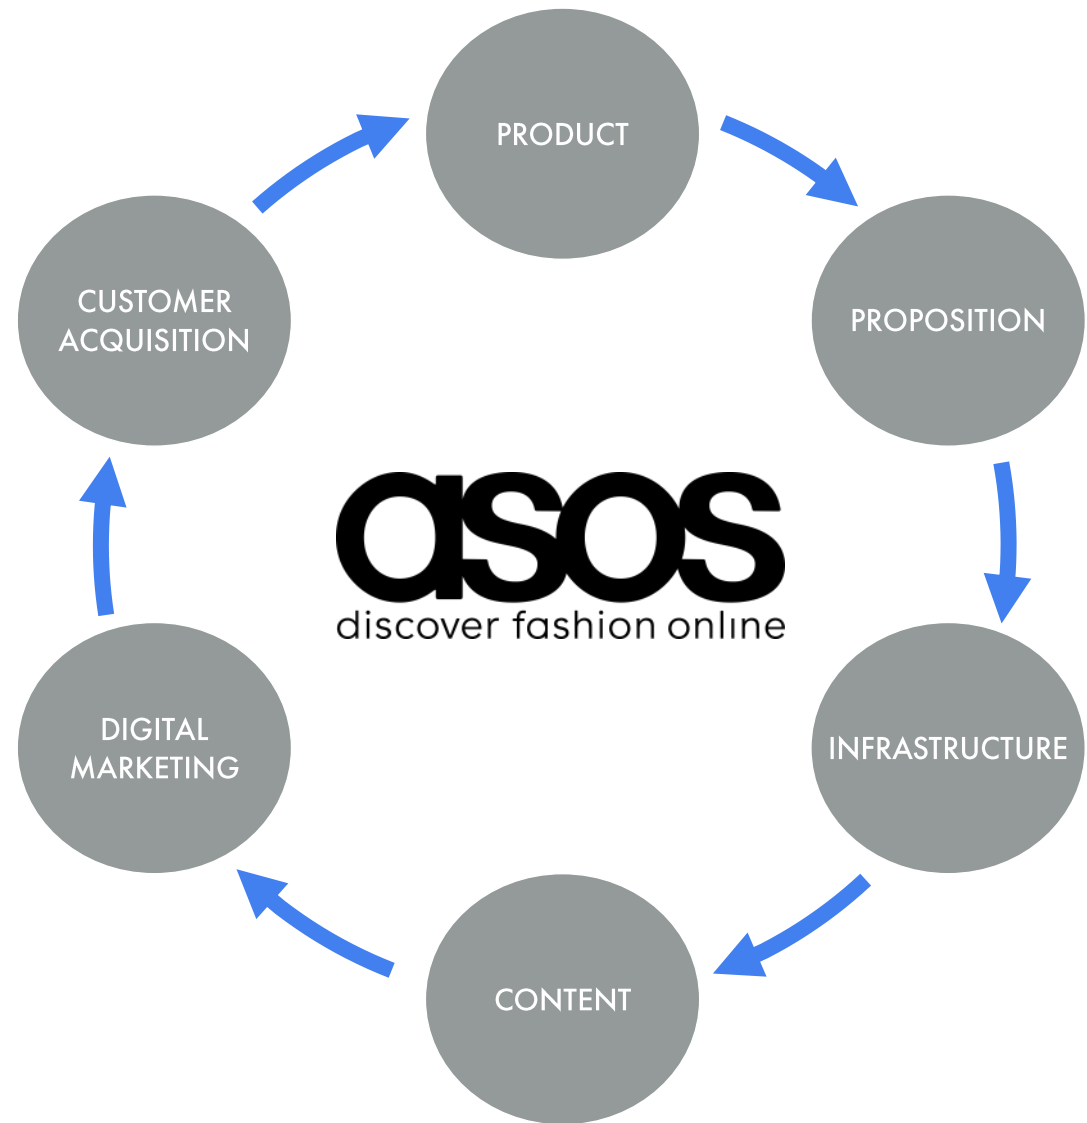 PRODUCT
PROPOSITION
INFRASTRUCTURE
CONTENT
DIGITAL
MARKETING
CUSTOMER
ACQUISITION
asos
discover fashion online